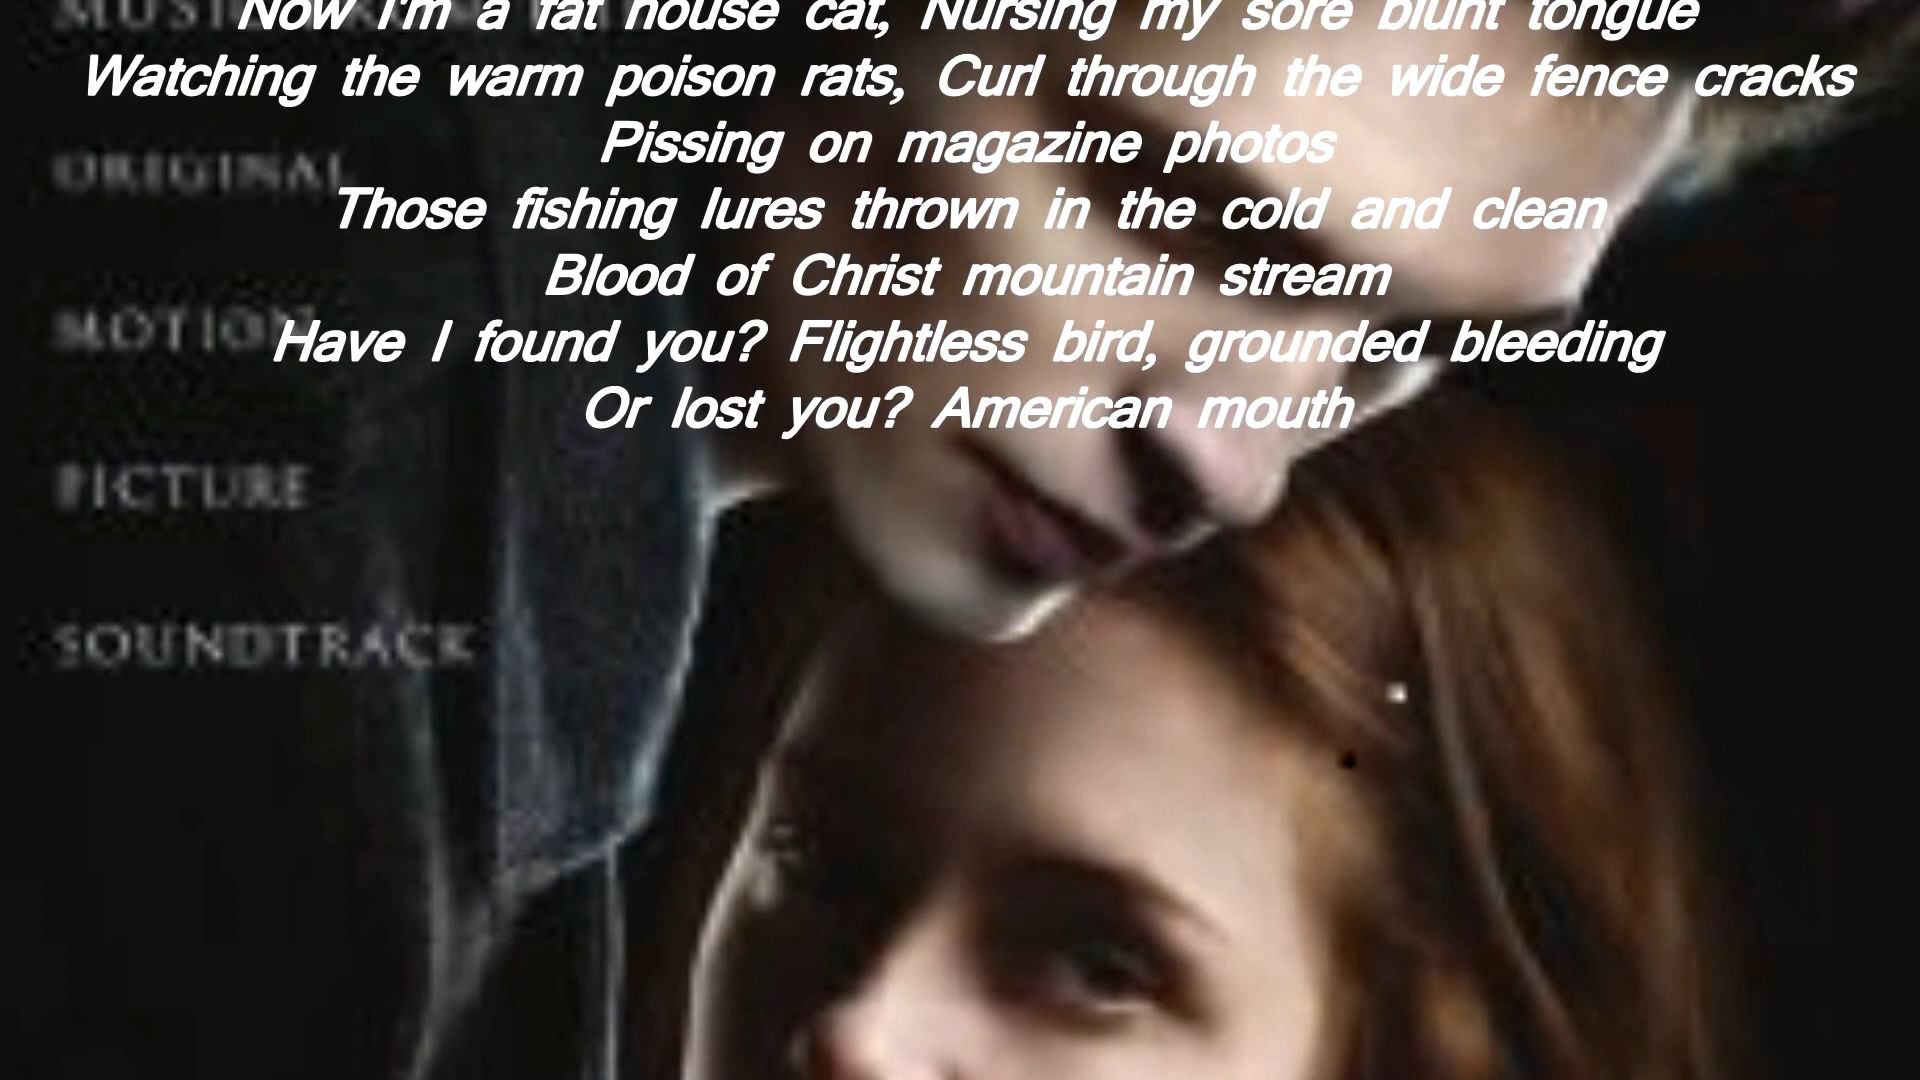 Now I'm a fat house cat, Nursing my sore blunt tongue
Watching the warm poison rats, Curl through the wide fence cracks
Pissing on magazine photos
Those fishing lures thrown in the cold and clean
Blood of Christ mountain stream
Have I found you? Flightless bird, grounded bleeding
Or lost you? American mouth
ORIGINAL
MOTION
PICTURE
SOUNDTRACK